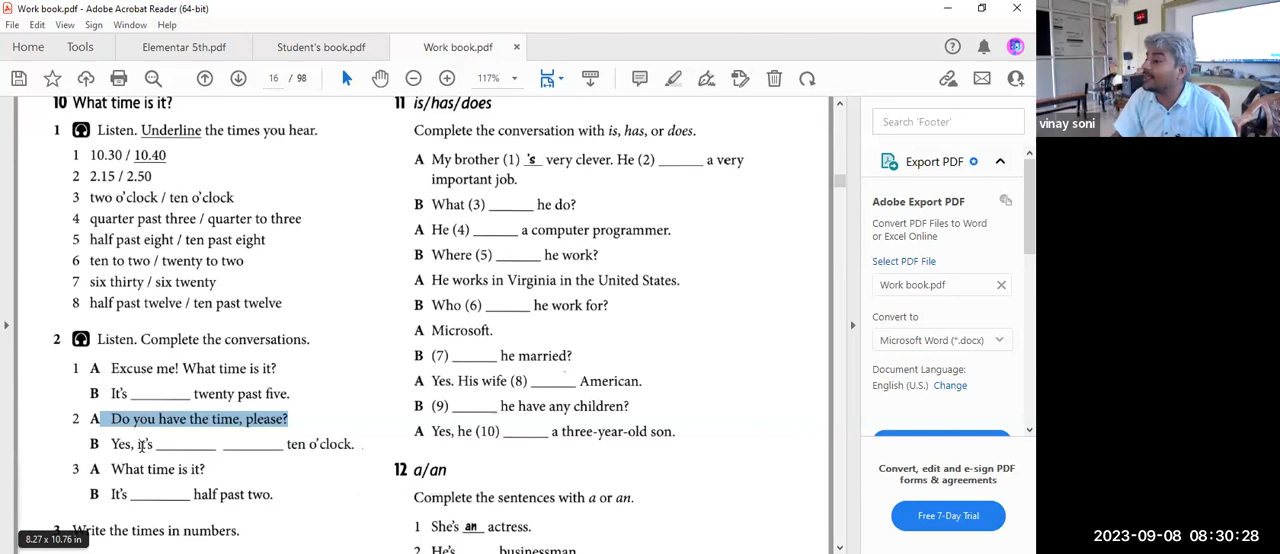 Work book.pdf - Adobe Acrobat Reader (64-bit)
File Edit View Sign Window Help
Home Tools Elementar 5th.pdf Student's book.pdf Work book.pdf ×
16 / 98 117%
10 What time is it?
1 Listen. Underline the times you hear.
1 10.30 / 10.40
2 2.15 / 2.50
3 two o'clock / ten o'clock
4 quarter past three / quarter to three
5 half past eight / ten past eight
6 ten to two / twenty to two
7 six thirty / six twenty
8 half past twelve / ten past twelve
2 Listen. Complete the conversations.
1 A Excuse me! What time is it?
B It's ________ twenty past five.
2 A Do you have the time, please?
B Yes, it's ________ ________ ten o'clock.
3 A What time is it?
B It's ________ half past two.
3 Write the times in numbers.
8.27 x 10.76 in
11 is/has/does
Complete the conversation with is, has, or does.
A My brother (1) 's very clever. He (2) ______ a very
important job.
B What (3) ______ he do?
A He (4) ______ a computer programmer.
B Where (5) ______ he work?
A He works in Virginia in the United States.
B Who (6) ______ he work for?
A Microsoft.
B (7) ______ he married?
A Yes. His wife (8) ______ American.
B (9) ______ he have any children?
A Yes, he (10) ______ a three-year-old son.
12 a/an
Complete the sentences with a or an.
1 She's an actress.
2 He's ____ businessman.
Search 'Footer'
Export PDF
Adobe Export PDF
Convert PDF Files to Word
or Excel Online
Select PDF File
Work book.pdf
Convert to
Microsoft Word (*.docx)
Document Language:
English (U.S.) Change
Convert, edit and e-sign PDF
forms & agreements
Free 7-Day Trial
vinay soni
2023-09-08 08:30:28